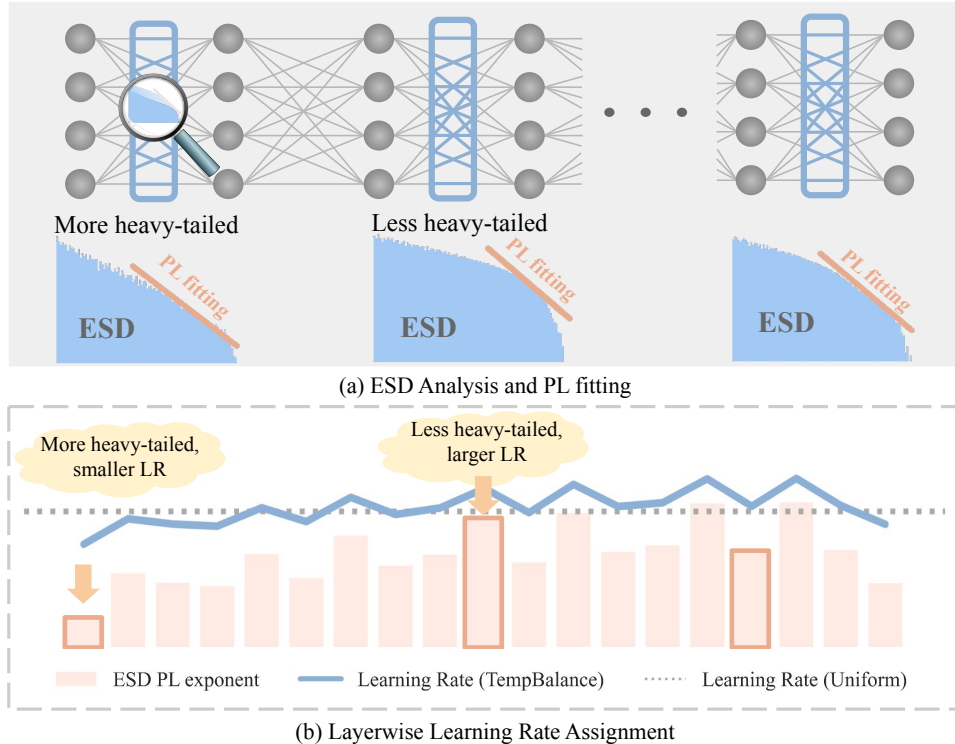 More heavy-tailed
Less heavy-tailed
PL fitting
PL fitting
PL fitting
ESD
ESD
ESD
(a) ESD Analysis and PL fitting
More heavy-tailed,
smaller LR
Less heavy-tailed,
larger LR
ESD PL exponent
Learning Rate (TempBalance)
Learning Rate (Uniform)
(b) Layerwise Learning Rate Assignment